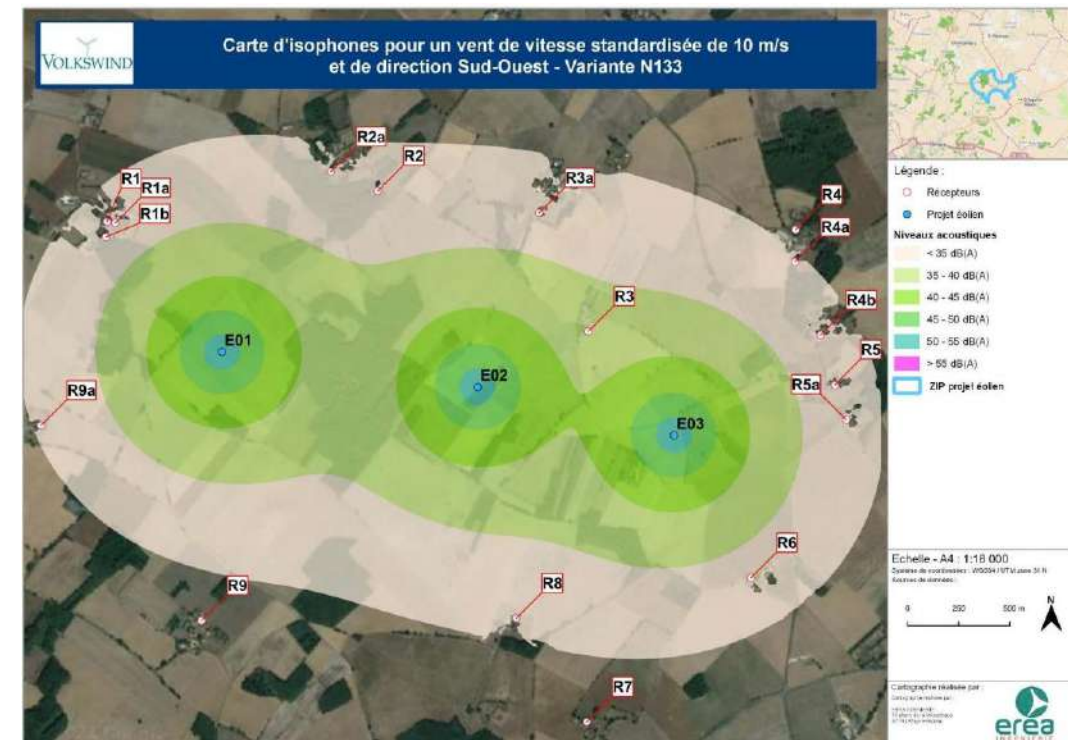 VOLKSWIND
Carte d'isophones pour un vent de vitesse standardisée de 10 m/s
et de direction Sud-Ouest - Variante N133
R2a
R2
R3a
R1
R1a
R1b
R4
R4a
R3
R4b
E01
R5
E02
R5a
R9a
E03
R6
R9
R8
R7
Légende :
Récepteurs
Projet éolien
Niveaux acoustiques
< 35 dB(A)
35 - 40 dB(A)
40 - 45 dB(A)
45 - 50 dB(A)
50 - 55 dB(A)
> 55 dB(A)
ZIP projet éolien
Echelle - A4 : 1:16 000
0 250 500 m
N
Cartographie réalisée par :
erea
INGENIERIE